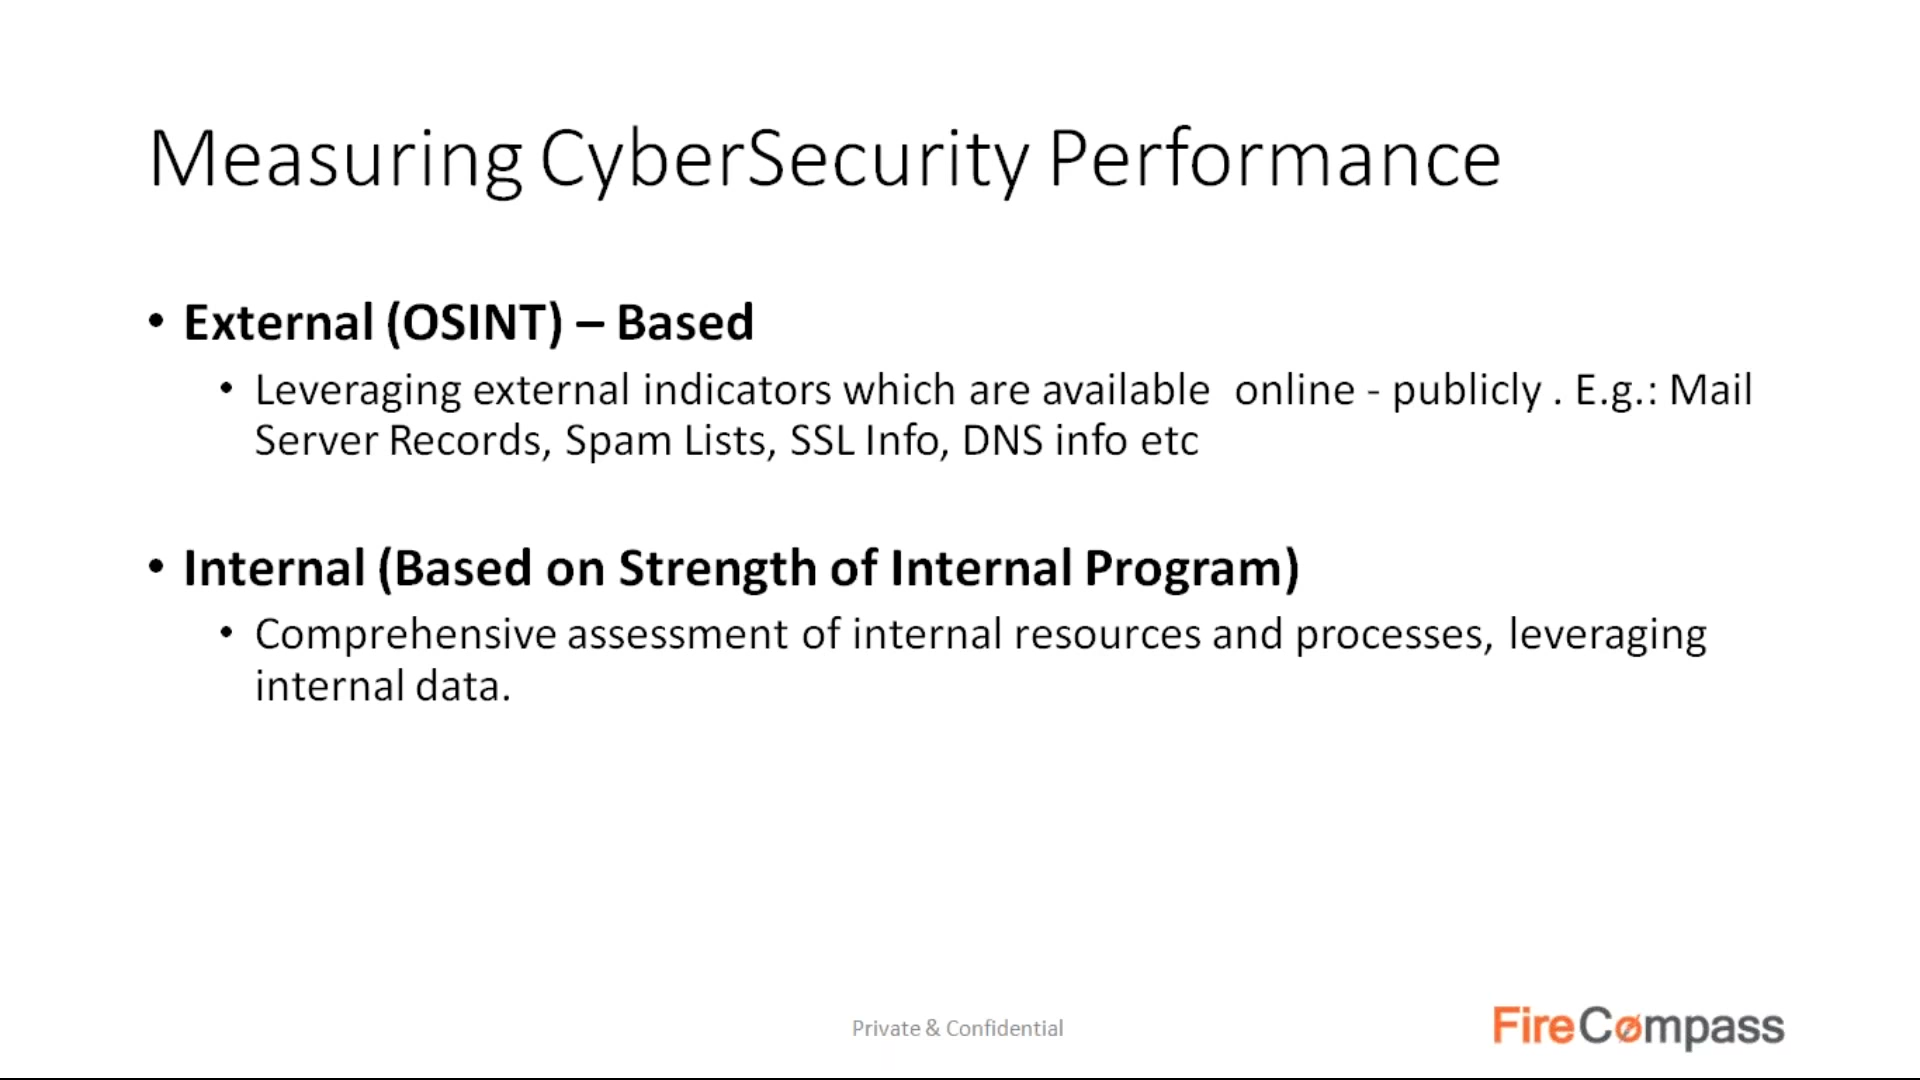 Measuring CyberSecurity Performance
• External (OSINT) – Based
• Leveraging external indicators which are available  online - publicly . E.g.: Mail
Server Records, Spam Lists, SSL Info, DNS info etc
• Internal (Based on Strength of Internal Program)
• Comprehensive assessment of internal resources and processes, leveraging
internal data.
Private & Confidential
FireCompass